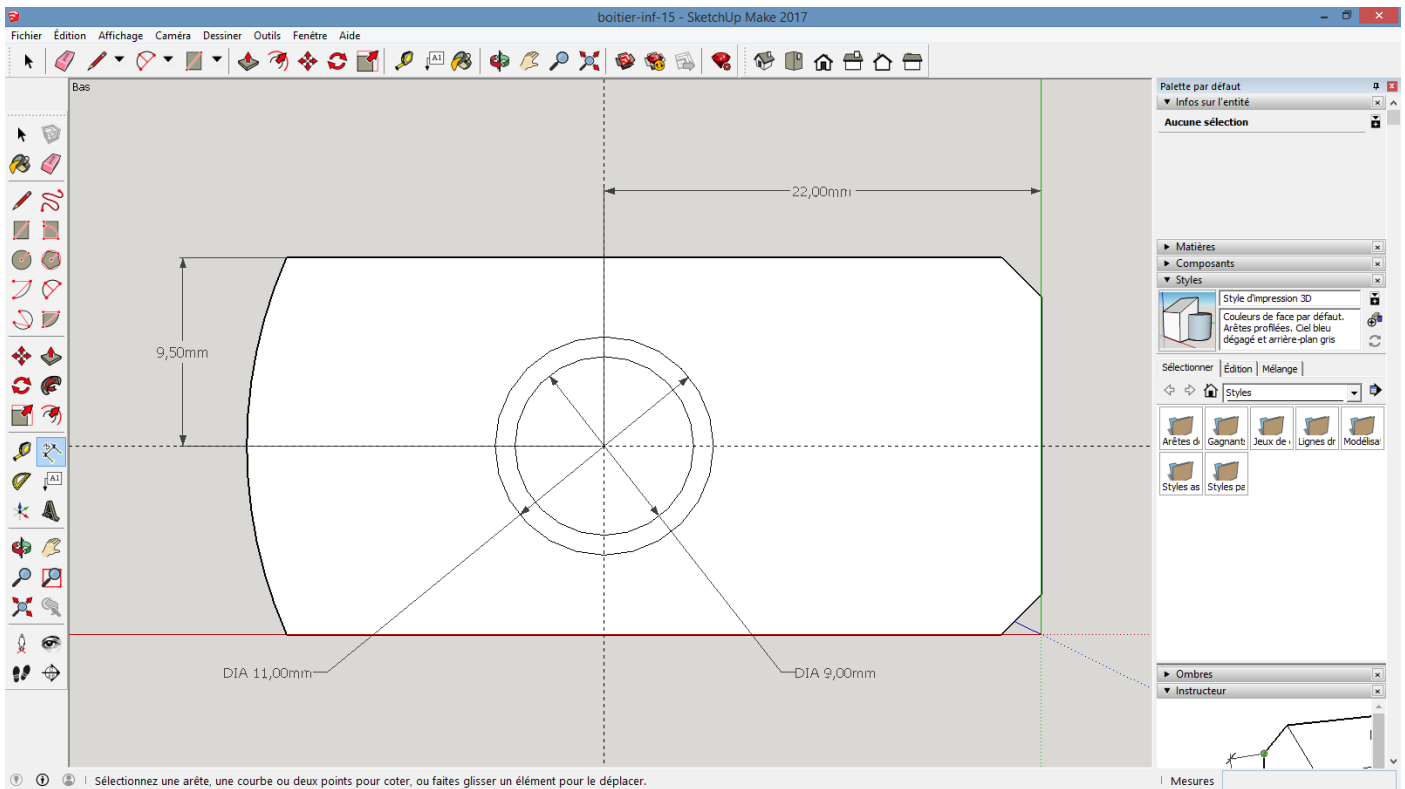 boitier-inf-15 - SketchUp Make 2017
Fichier Édition Affichage Caméra Dessiner Outils Fenêtre Aide
A1
Bas
Palette par défaut
Infos sur l'entité
Aucune sélection
22,00mm
9,50mm
DIA 11,00mm
DIA 9,00mm
A1
Matières
Composants
Styles
Style d'impression 3D
Couleurs de face par défaut.
Arêtes profilées. Ciel bleu
dégagé et arrière-plan gris
Sélectionner Édition Mélange
Styles
Arêtes d Gagnant Jeux de Lignes dr Modélisa
Styles as Styles pa
Ombres
Instructeur
Sélectionnez une arête, une courbe ou deux points pour coter, ou faites glisser un élément pour le déplacer.
Mesures